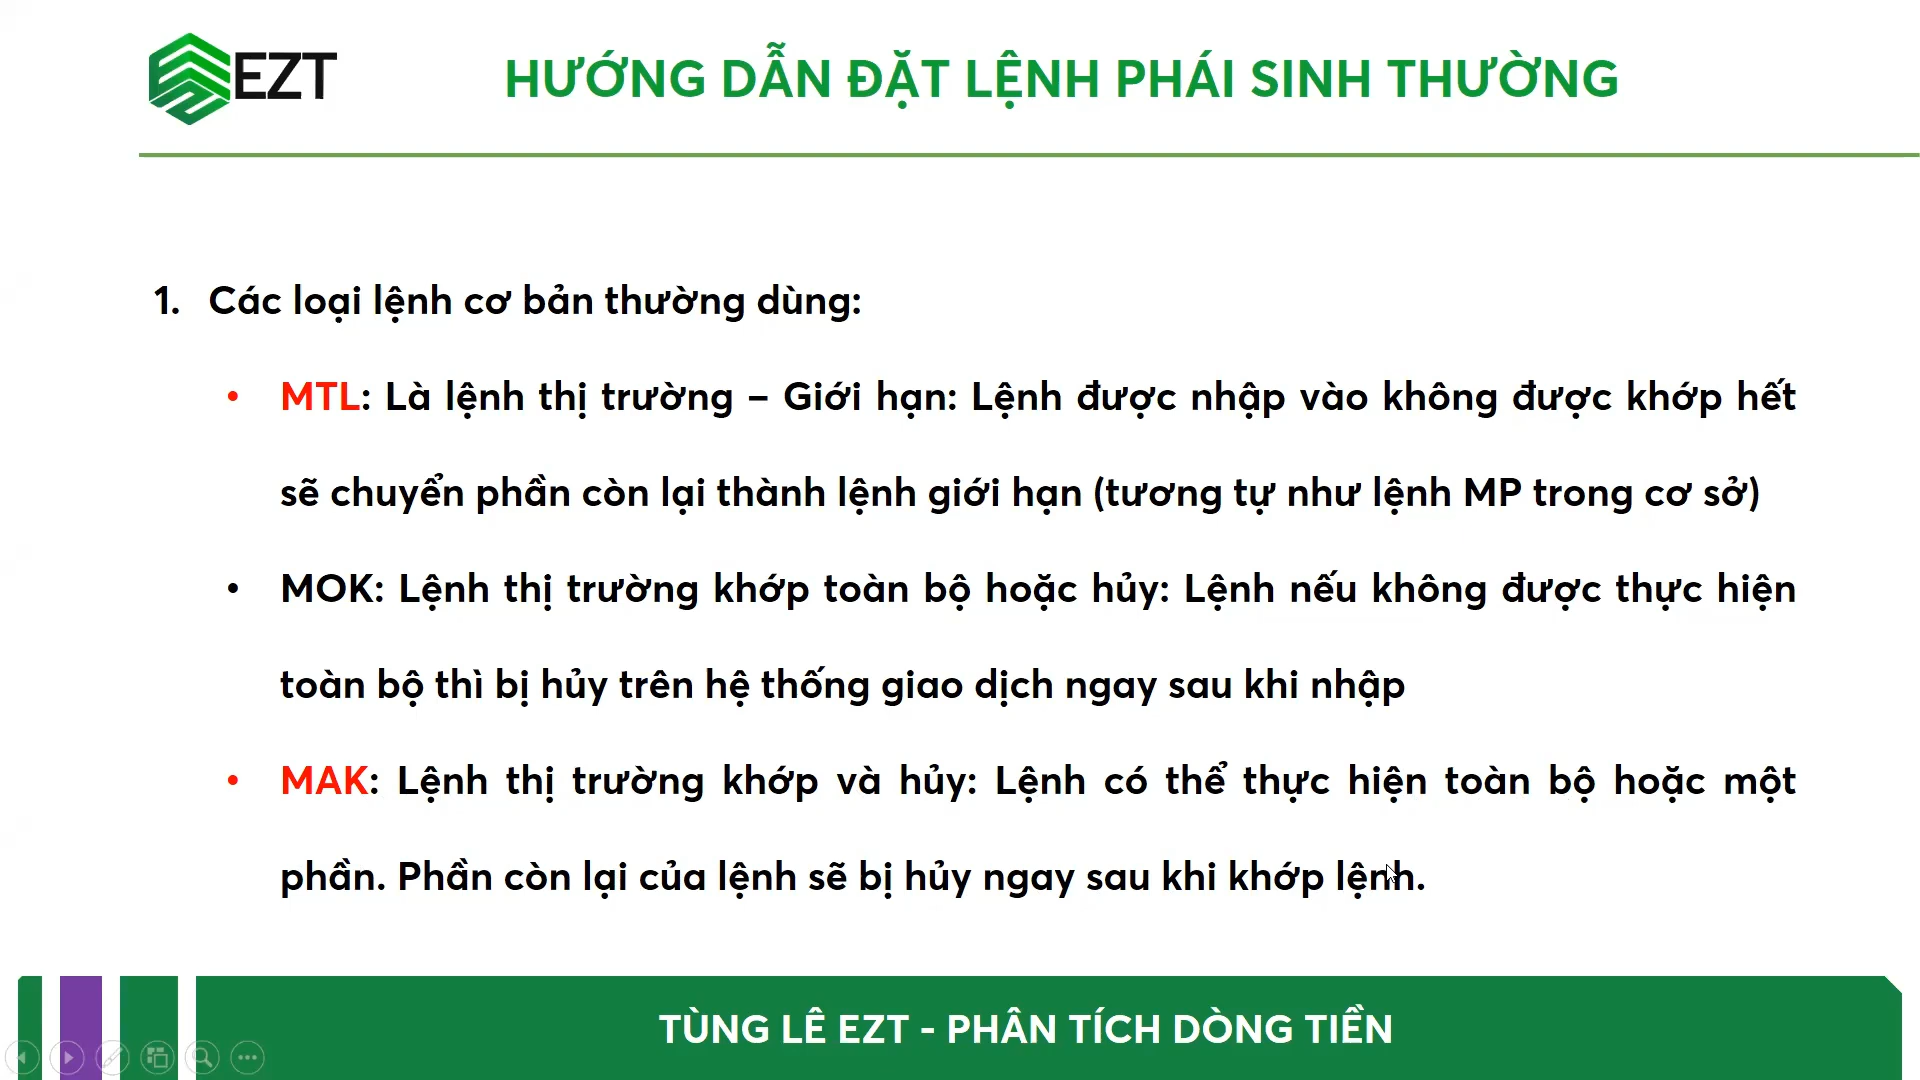 EZT
HƯỚNG DẪN ĐẶT LỆNH PHÁI SINH THƯỜNG
1. Các loại lệnh cơ bản thường dùng:
• MTL: Là lệnh thị trường – Giới hạn: Lệnh được nhập vào không được khớp hết
sẽ chuyển phần còn lại thành lệnh giới hạn (tương tự như lệnh MP trong cơ sở)
• MOK: Lệnh thị trường khớp toàn bộ hoặc hủy: Lệnh nếu không được thực hiện
toàn bộ thì bị hủy trên hệ thống giao dịch ngay sau khi nhập
• MAK: Lệnh thị trường khớp và hủy: Lệnh có thể thực hiện toàn bộ hoặc một
phần. Phần còn lại của lệnh sẽ bị hủy ngay sau khi khớp lệnh.
TÙNG LÊ EZT - PHÂN TÍCH DÒNG TIỀN